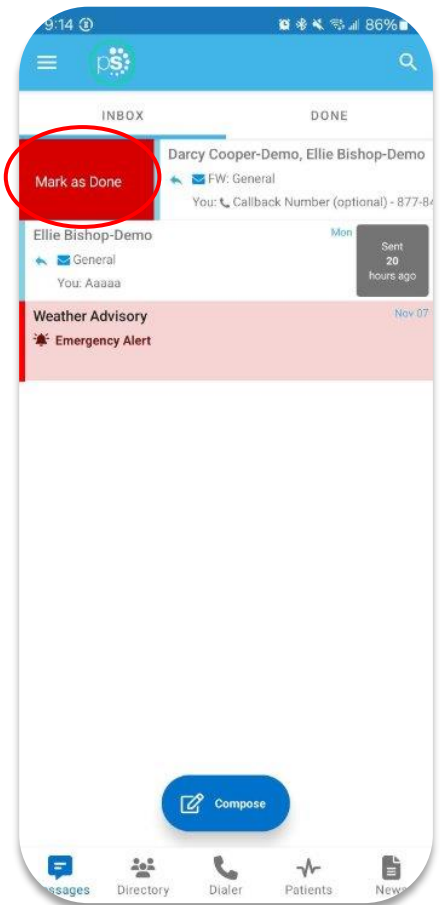 9:14
86%
ps
INBOX
DONE
Mark as Done
Darcy Cooper-Demo, Ellie Bishop-Demo
FW: General
You: Callback Number (optional) - 877-84
Ellie Bishop-Demo
Mon
General
You: Aaaaa
Sent
20
hours ago
Weather Advisory
Nov 07
Emergency Alert
Compose
ssages
Directory
Dialer
Patients
News